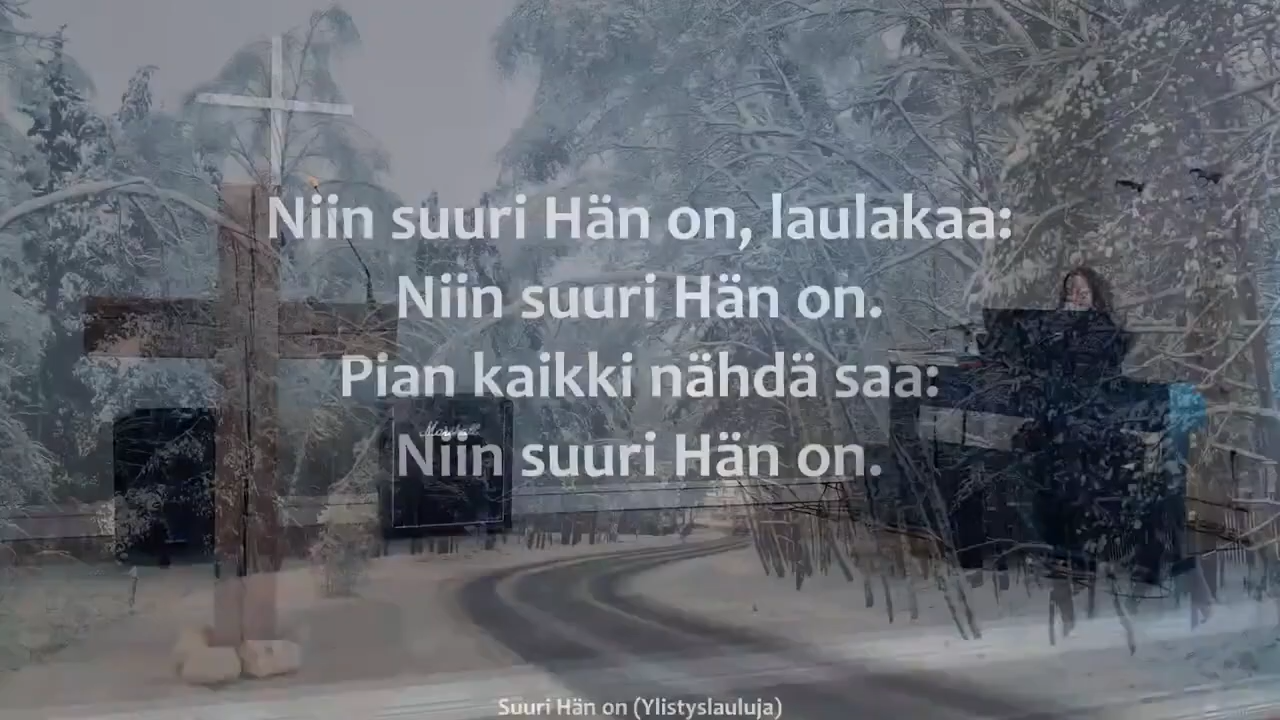 Niin suuri Hän on, laulakaa:
Niin suuri Hän on.
Pian kaikki nähdä saa:
Marshall
Niin suuri Hän on.
Suuri Hän on (Ylistyslauluja)